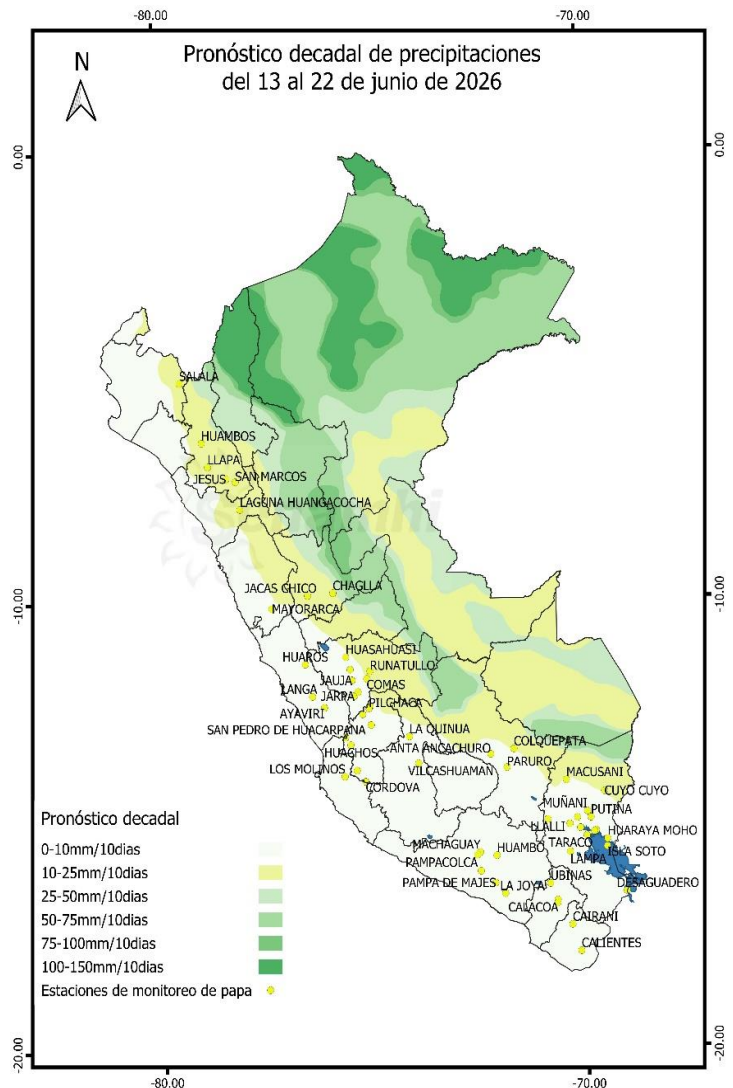 -80.00
-70.00
Pronóstico decadal de precipitaciones
del 13 al 22 de junio de 2026
N
0.00
0.00
SALALA
HUAMBOS
LLAPA
JESUS
SAN MARCOS
LAGUNA HUANGACOCHA
-10.00
-10.00
JACAS CHICO
CHAGLLA
MAYORARCA
HUASAHUASI
HUAROS
RUNATULLO
JAUJA
COMAS
LANGA
JARPA
AYAVIRI
PILCHACA
SAN PEDRO DE HUACARPANA
LA QUINUA
COLQUEPATA
HUACHOS
ANTA ANCACHURO
PARURO
LOS MOLINOS
VILCASHUAMAN
MACUSANI
CORDOVA
CUYO CUYO
MUÑANI
PUTINA
LLALLI
HUARAYA MOHO
MACHAGUAY
HUAMBO
TARACO
ISLA SOTO
PAMPACOLCA
LAMPA
PAMPA DE MAJES
LA JOYA
UBINAS
DESAGUADERO
CALACOA
CAIRANI
CALIENTES
Pronóstico decadal
0-10mm/10dias
10-25mm/10dias
25-50mm/10dias
50-75mm/10dias
75-100mm/10dias
100-150mm/10dias
Estaciones de monitoreo de papa
-20.00
-20.00
-80.00
-70.00